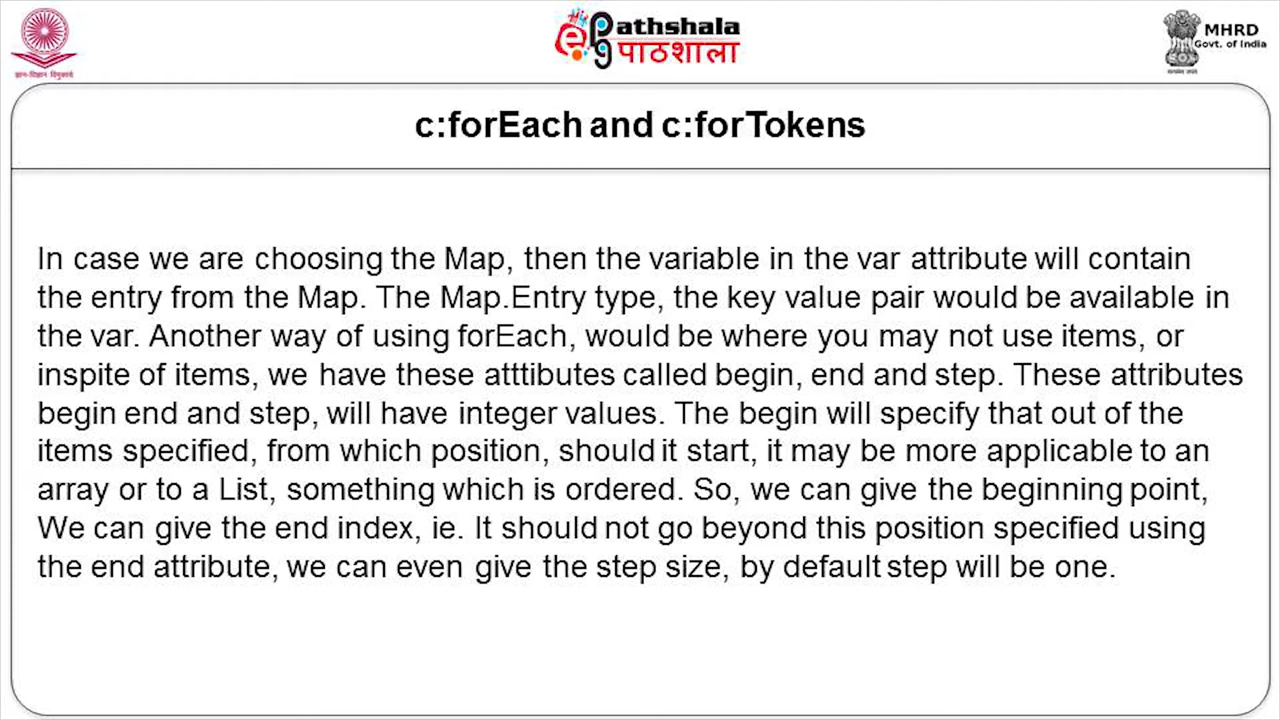 ज्ञान-विज्ञान विमुक्तये
ePathshala
पाठशाला
MHRD
Govt. of India
सत्यमेव जयते
c:forEach and c:forTokens
In case we are choosing the Map, then the variable in the var attribute will contain
the entry from the Map. The Map.Entry type, the key value pair would be available in
the var. Another way of using forEach, would be where you may not use items, or
inspite of items, we have these atttibutes called begin, end and step. These attributes
begin end and step, will have integer values. The begin will specify that out of the
items specified, from which position, should it start, it may be more applicable to an
array or to a List, something which is ordered. So, we can give the beginning point,
We can give the end index, ie. It should not go beyond this position specified using
the end attribute, we can even give the step size, by default step will be one.